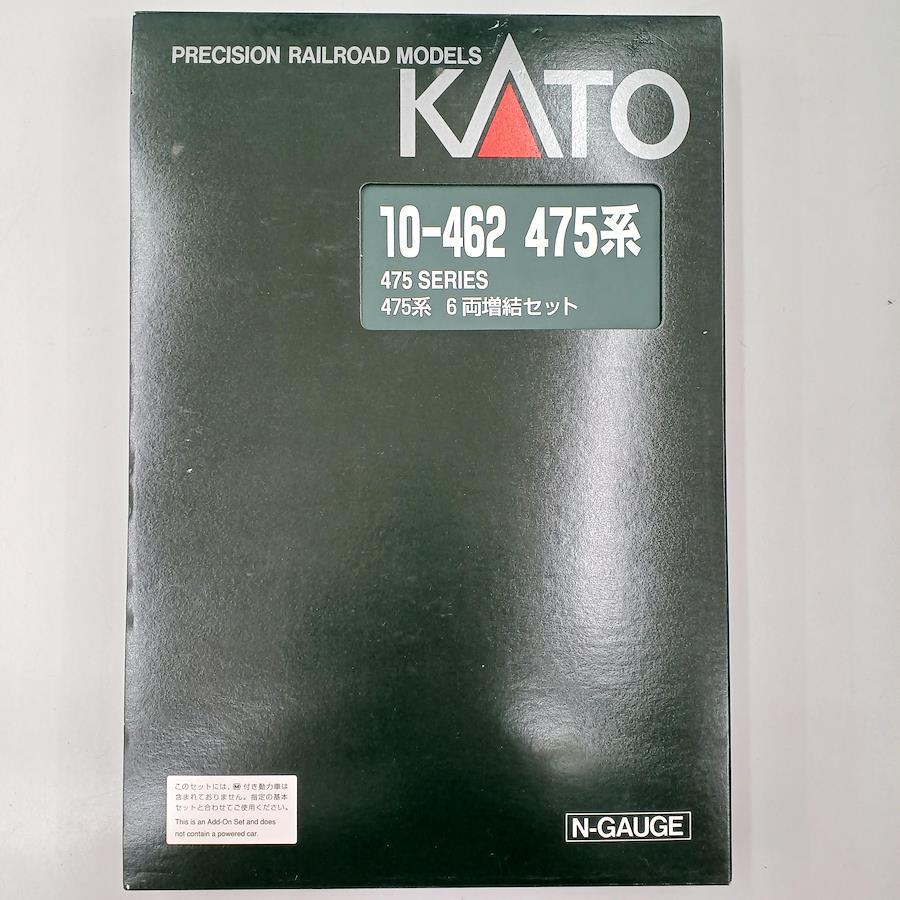 PRECISION RAILROAD MODELS
KATO
10-462 475系
475 SERIES
475系 6両増結セット
このセットには、Ⓜ付き動力車は
含まれておりません。指定の基本
セットと合わせてご使用ください。
This is an Add-On Set and does
not contain a powered car.
N-GAUGE